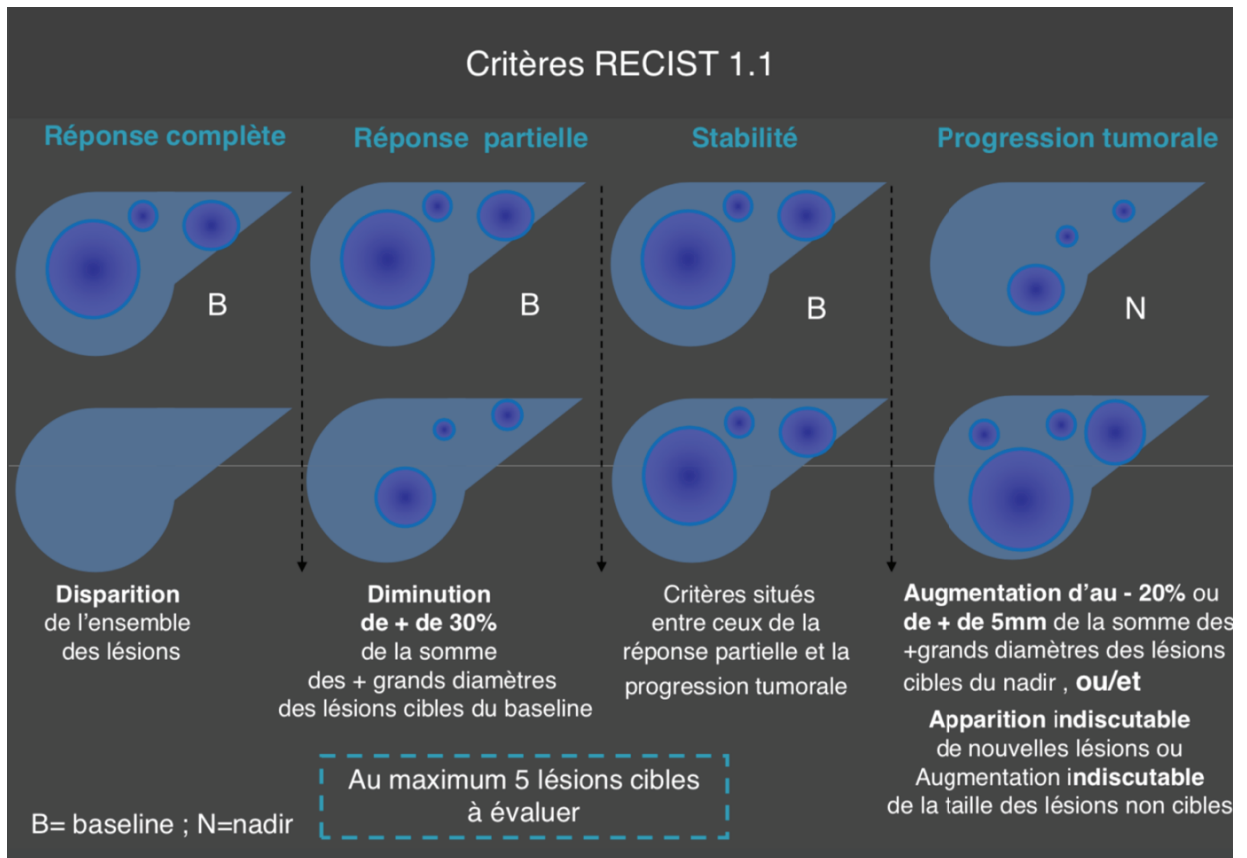 Critères RECIST 1.1
Réponse complète
B
Disparition
de l'ensemble
des lésions
Réponse partielle
B
Diminution
de + de 30%
de la somme
des + grands diamètres
des lésions cibles du baseline
Stabilité
B
Critères situés
entre ceux de la
réponse partielle et la
progression tumorale
Progression tumorale
N
Augmentation d'au - 20% ou
de + de 5mm de la somme des
+grands diamètres des lésions
cibles du nadir , ou/et
Apparition indiscutable
de nouvelles lésions ou
Augmentation indiscutable
de la taille des lésions non cibles
Au maximum 5 lésions cibles
à évaluer
B= baseline ; N=nadir